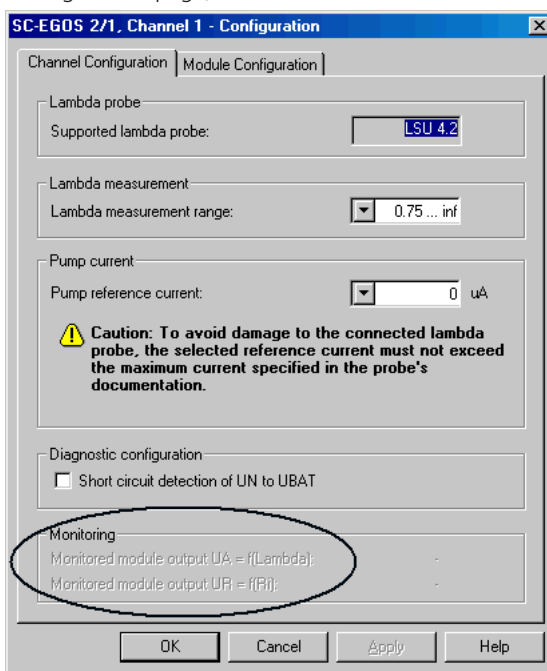 SC-EGOS 2/1, Channel 1 - Configuration
Channel Configuration Module Configuration
Lambda probe
Supported lambda probe: LSU 4.2
Lambda measurement
Lambda measurement range: 0.75 ... inf
Pump current
Pump reference current: 0 uA
Caution: To avoid damage to the connected lambda
probe, the selected reference current must not exceed
the maximum current specified in the probe's
documentation.
Diagnostic configuration
Short circuit detection of UN to UBAT
Monitoring
Monitored module output UA = f(Lambda): -
Monitored module output UR = f(Ri): -
OK Cancel Apply Help